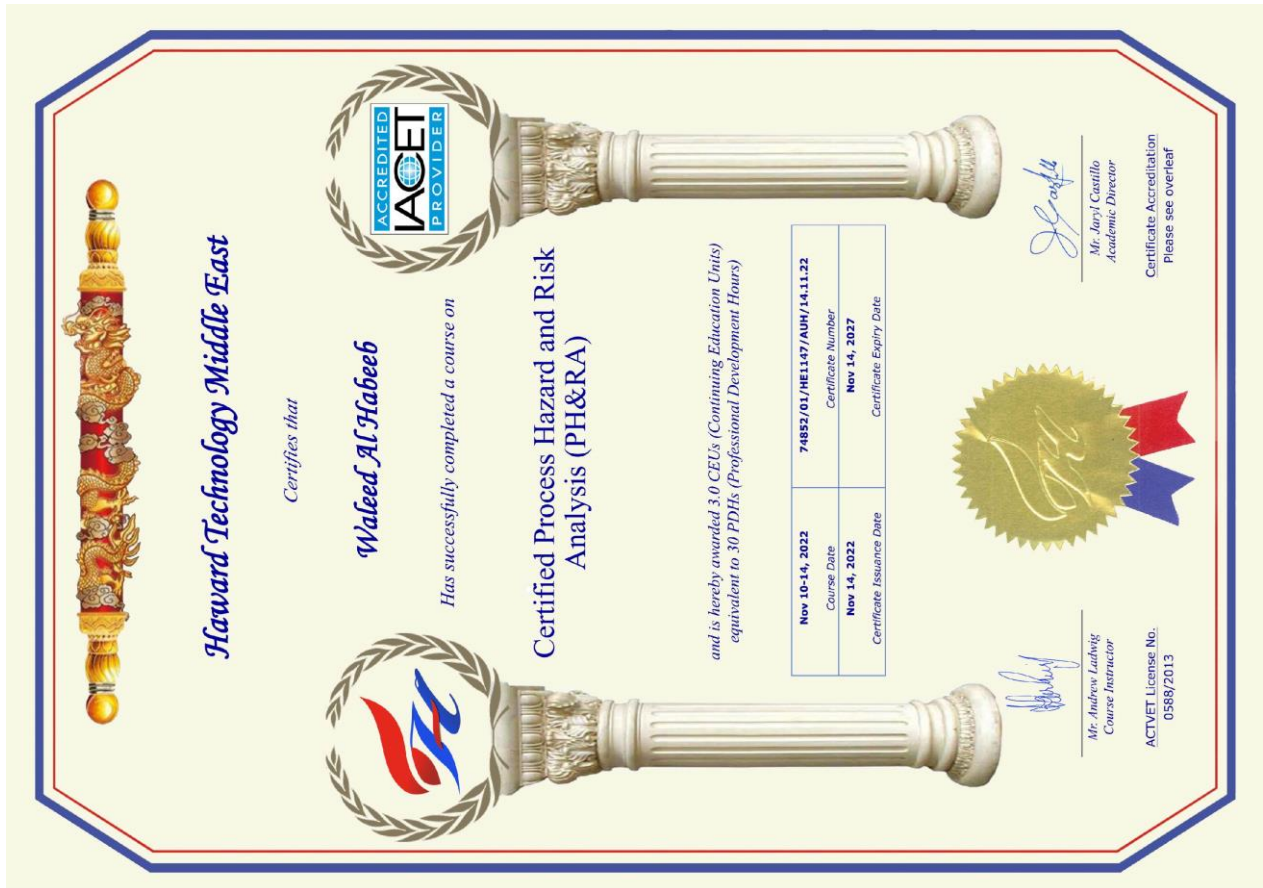 Haward Technology Middle East
Certifies that
Waleed Al Habeeb
Has successfully completed a course on
Certified Process Hazard and Risk
Analysis (PH&RA)
and is hereby awarded 3.0 CEUs (Continuing Education Units)
equivalent to 30 PDHs (Professional Development Hours)
Nov 10-14, 2022
74852/01/HE1147/AUH/14.11.22
Course Date
Certificate Number
Nov 14, 2022
Nov 14, 2027
Certificate Issuance Date
Certificate Expiry Date
Mr. Andrew Ladwig
Course Instructor
ACTVET License No.
0588/2013
Mr. Jaryl Castillo
Academic Director
Certificate Accreditation
Please see overleaf
ACCREDITED
IACET
PROVIDER